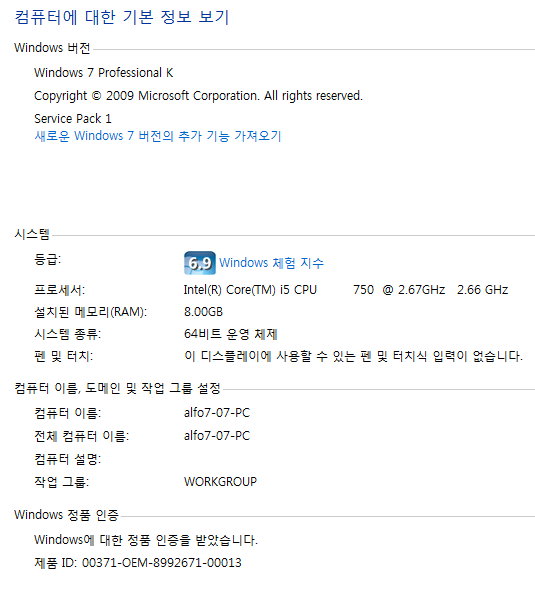 컴퓨터에 대한 기본 정보 보기
Windows 버전
Windows 7 Professional K
Copyright © 2009 Microsoft Corporation. All rights reserved.
Service Pack 1
새로운 Windows 7 버전의 추가 기능 가져오기
시스템
등급: 6,9 Windows 체험 지수
프로세서: Intel(R) Core(TM) i5 CPU 750 @ 2.67GHz 2.66 GHz
설치된 메모리(RAM): 8.00GB
시스템 종류: 64비트 운영 체제
펜 및 터치: 이 디스플레이에 사용할 수 있는 펜 및 터치식 입력이 없습니다.
컴퓨터 이름, 도메인 및 작업 그룹 설정
컴퓨터 이름: alfo7-07-PC
전체 컴퓨터 이름: alfo7-07-PC
컴퓨터 설명:
작업 그룹: WORKGROUP
Windows 정품 인증
Windows에 대한 정품 인증을 받았습니다.
제품 ID: 00371-OEM-8992671-00013